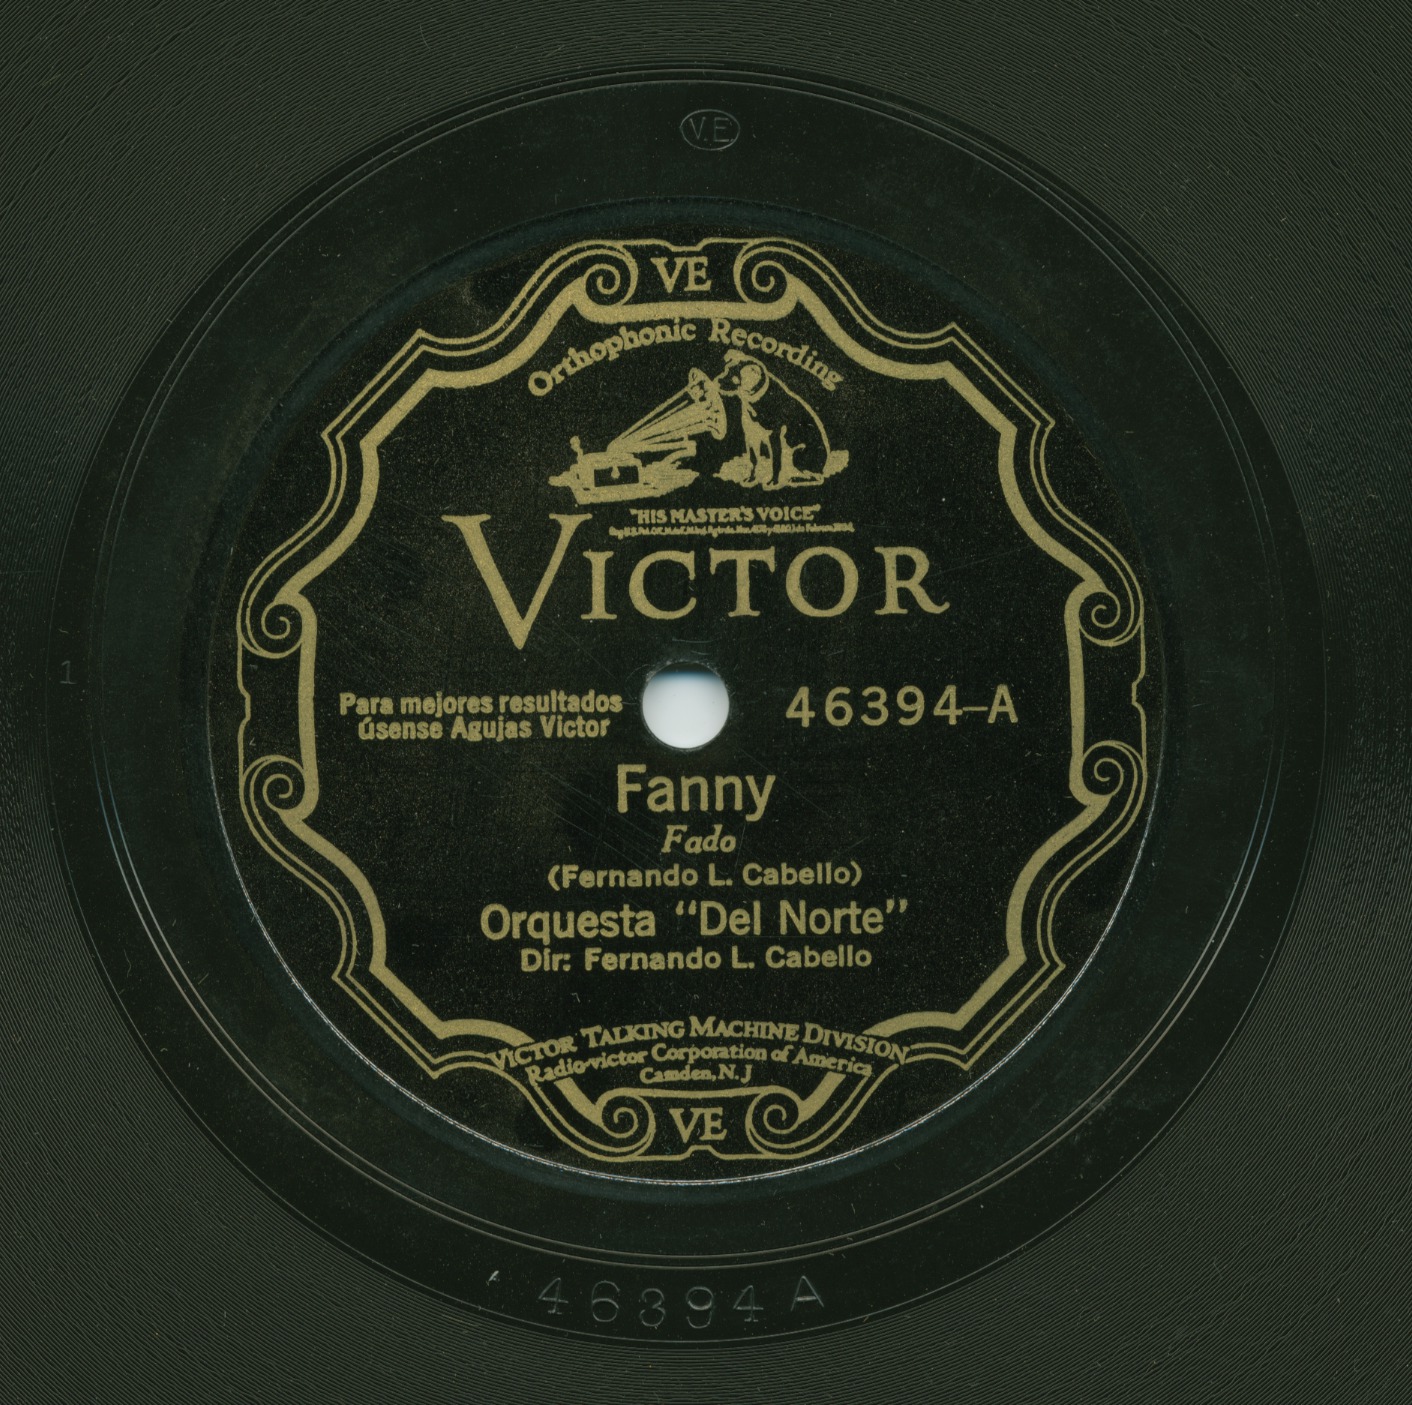 V.E.
VE
Orthophonic Recording
"HIS MASTER'S VOICE"
VICTOR
Para mejores resultados
úsense Agujas Victor
46394-A
Fanny
Fado
(Fernando L. Cabello)
Orquesta "Del Norte"
Dir: Fernando L. Cabello
VICTOR TALKING MACHINE DIVISION
Radio-victor Corporation of America
Camden, N. J
VE
46394 A
1